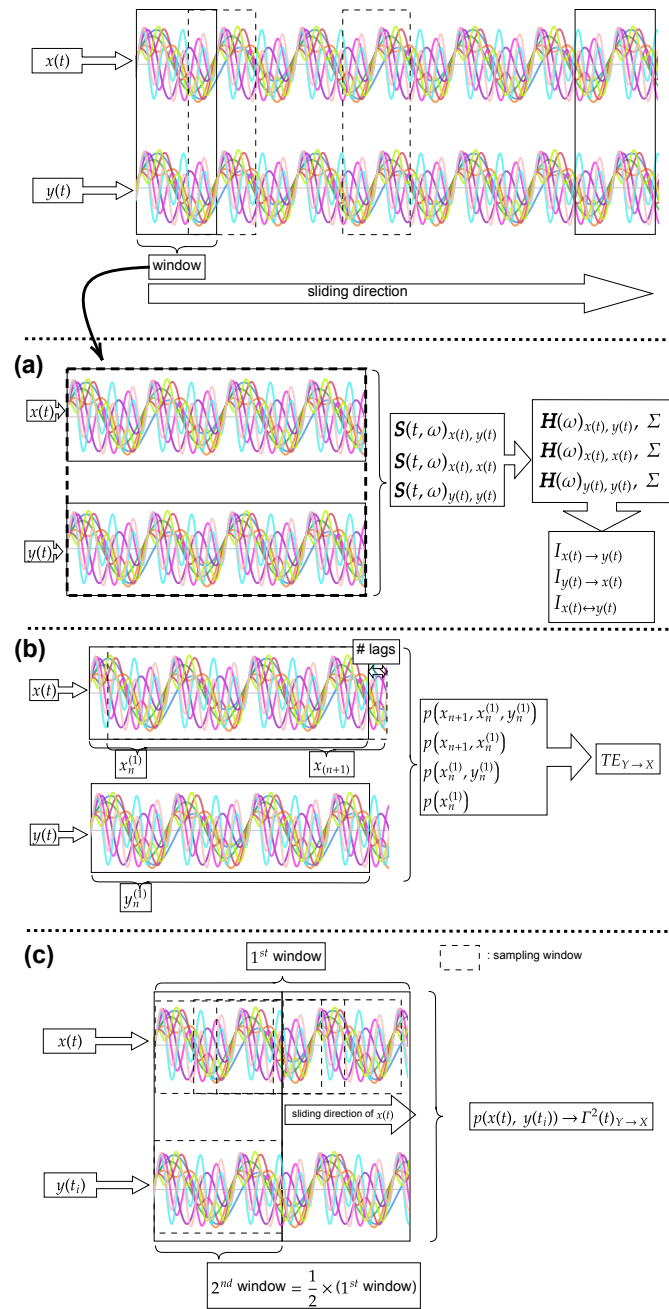 x(t)
y(t)
window
sliding direction
(a)
x(t)
y(t)
S(t, ω)x(t), y(t)
S(t, ω)x(t), x(t)
S(t, ω)y(t), y(t)
H(ω)x(t), y(t), Σ
H(ω)x(t), x(t), Σ
H(ω)y(t), y(t), Σ
Ix(t) → y(t)
Iy(t) → x(t)
Ix(t)↔y(t)
(b)
# lags
x(t)
xn(1)
x(n+1)
y(t)
yn(1)
p(xn+1, xn(1), yn(1))
p(xn+1, xn(1))
p(xn(1), yn(1))
p(xn(1))
TEY → X
(c)
1st window
: sampling window
x(t)
sliding direction of x(t)
y(ti)
p(x(t), y(ti)) → Γ2(t)Y → X
2nd window = 1/2 × (1st window)